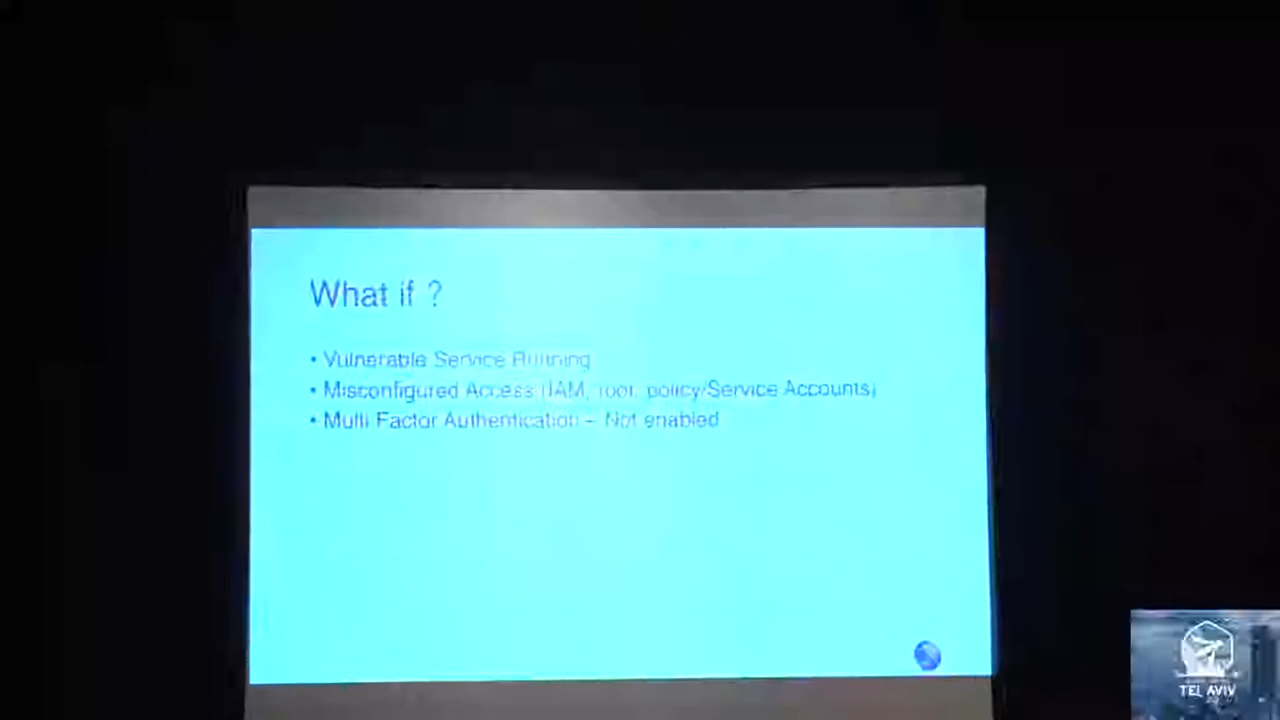 What if ?
• Vulnerable Service Running
• Misconfigured Access (IAM, root, policy/Service Accounts)
• Multi Factor Authentication – Not enabled
TEL AVIV